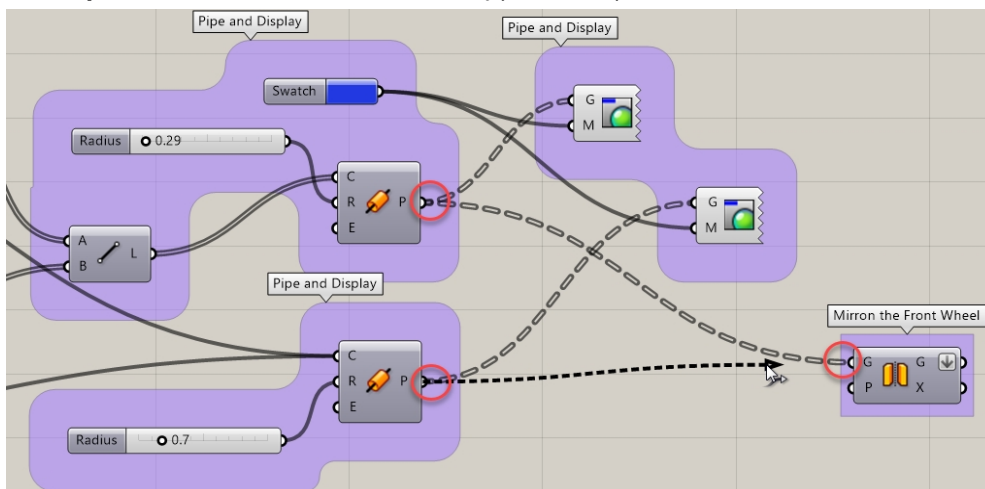 Pipe and Display
Pipe and Display
Swatch
G
M
Radius 0.29
C
R P
E
G
M
A
B L
Pipe and Display
Mirron the Front Wheel
C
R P
E
G G
P X
Radius 0.7